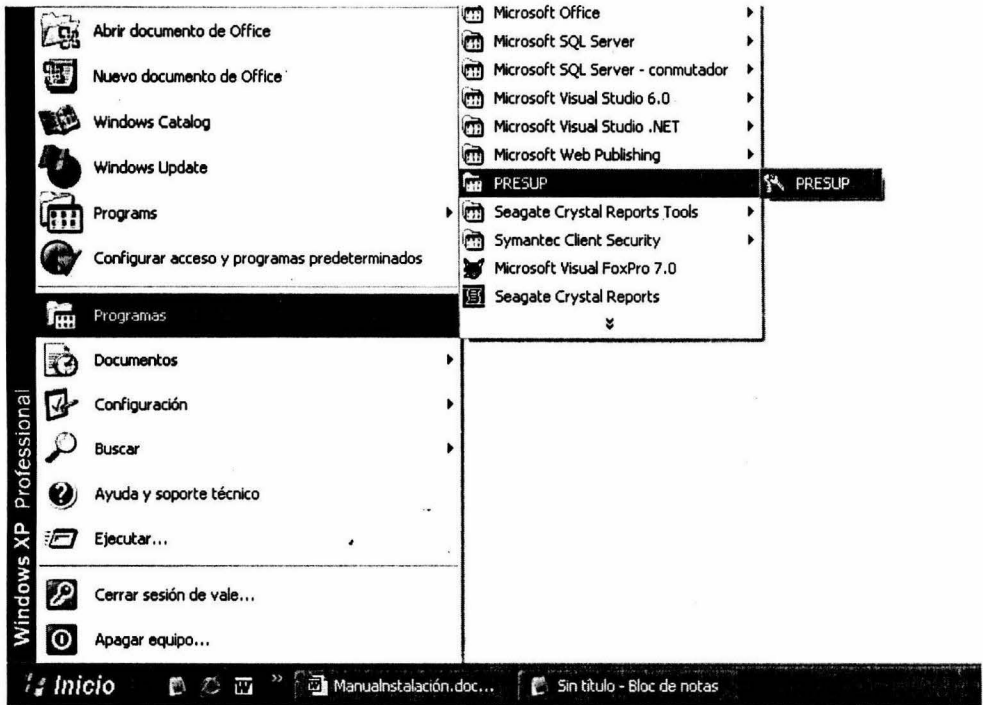 Abrir documento de Office
Nuevo documento de Office
Windows Catalog
Windows Update
Programs
Configurar acceso y programas predeterminados
Programas
Documentos
Configuración
Buscar
Ayuda y soporte técnico
Ejecutar...
Cerrar sesión de vale...
Apagar equipo...
Windows XP Professional
Microsoft Office
Microsoft SQL Server
Microsoft SQL Server - conmutador
Microsoft Visual Studio 6.0
Microsoft Visual Studio .NET
Microsoft Web Publishing
PRESUP
Seagate Crystal Reports Tools
Symantec Client Security
Microsoft Visual FoxPro 7.0
Seagate Crystal Reports
PRESUP
Inicio
ManualInstalación.doc...
Sin título - Bloc de notas